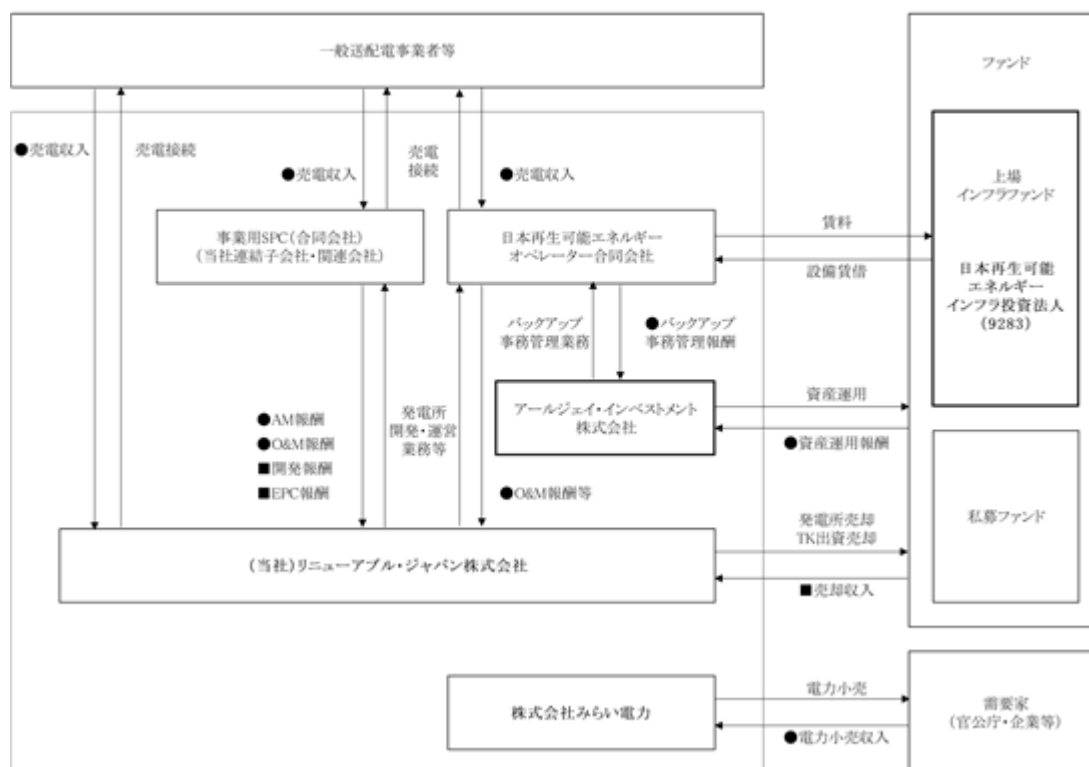 一般送配電事業者等
ファンド
●売電収入
売電接続
●売電収入
売電
接続
●売電収入
上場
インフラファンド
日本再生可能
エネルギー
インフラ投資法人
(9283)
事業用SPC(合同会社)
(当社連結子会社・関連会社)
日本再生可能エネルギー
オペレーター合同会社
賃料
設備賃借
バックアップ
事務管理業務
●バックアップ
事務管理報酬
アールジェイ・インベストメント
株式会社
資産運用
●資産運用報酬
●AM報酬
●O&M報酬
■開発報酬
■EPC報酬
発電所
開発・運営
業務等
●O&M報酬等
私募ファンド
(当社)リニューアブル・ジャパン株式会社
発電所売却
TK出資売却
■売却収入
株式会社みらい電力
電力小売
●電力小売収入
需要家
(官公庁・企業等)